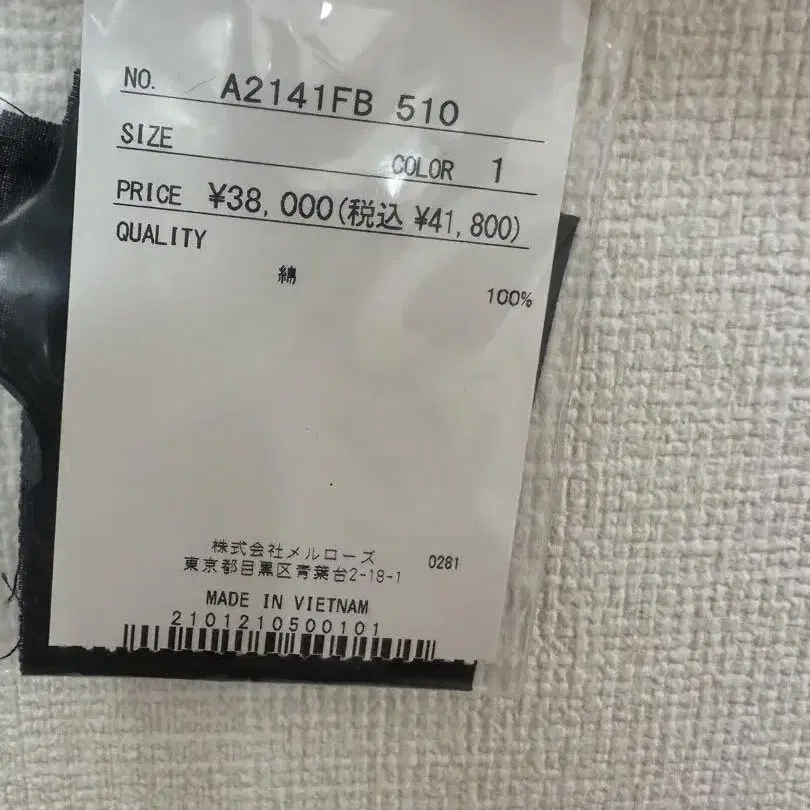 NO. A2141FB 510
SIZE
COLOR 1
PRICE ¥38,000(税込 ¥41,800)
QUALITY
綿 100%
株式会社メルローズ 0281
東京都目黒区青葉台2-18-1
MADE IN VIETNAM
2101210500101